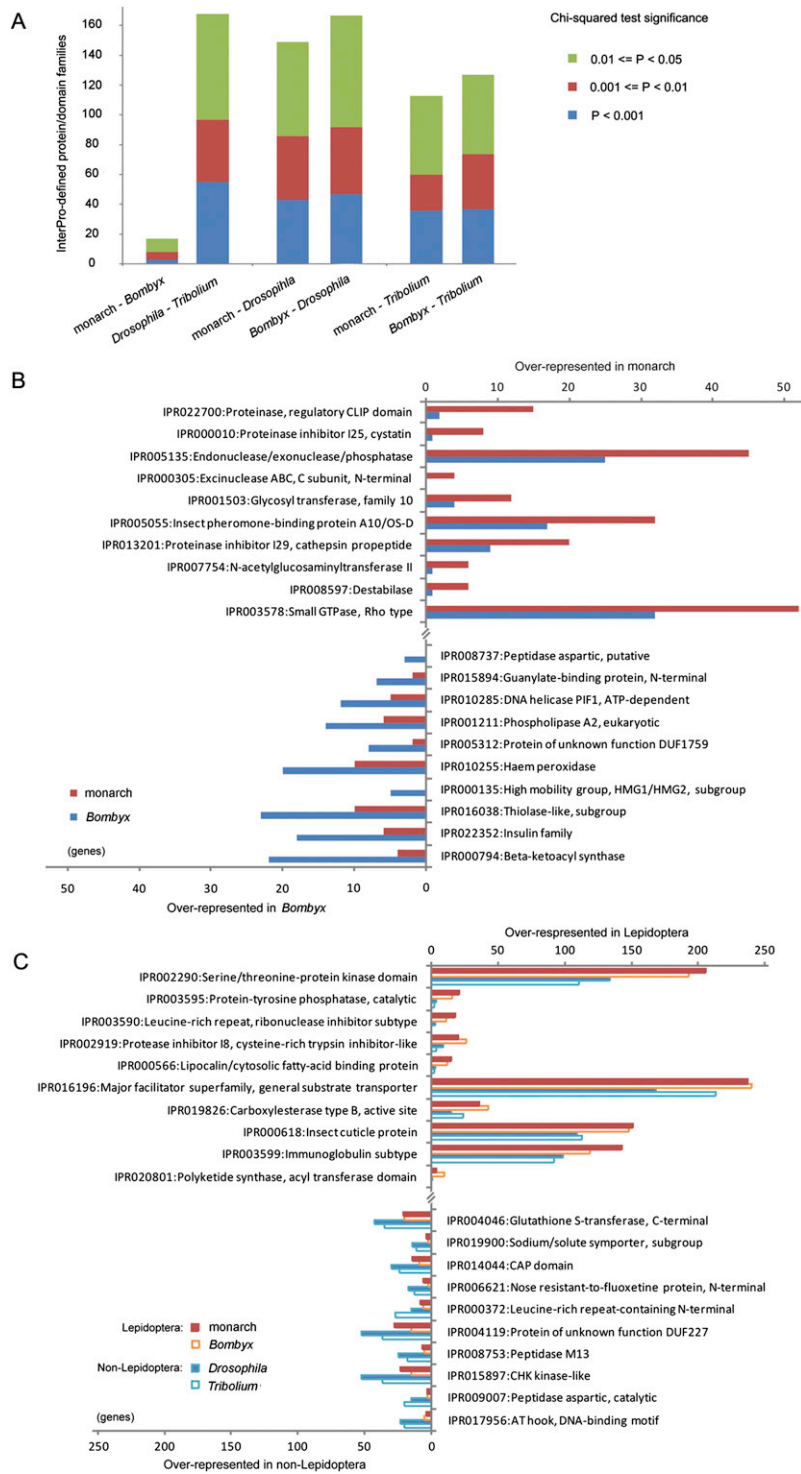 A
Chi-squared test significance
0.01 <= P < 0.05
0.001 <= P < 0.01
P < 0.001
InterPro-defined protein/domain families
160
140
120
100
80
60
40
20
0
monarch - Bombyx
Drosophila - Tribolium
monarch - Drosopihla
Bombyx - Drosophila
monarch - Tribolium
Bombyx - Tribolium
B
Over-represented in monarch
0 10 20 30 40 50
IPR022700:Proteinase, regulatory CLIP domain
IPR000010:Proteinase inhibitor I25, cystatin
IPR005135:Endonuclease/exonuclease/phosphatase
IPR000305:Excinuclease ABC, C subunit, N-terminal
IPR001503:Glycosyl transferase, family 10
IPR005055:Insect pheromone-binding protein A10/OS-D
IPR013201:Proteinase inhibitor I29, cathepsin propeptide
IPR007754:N-acetylglucosaminyltransferase II
IPR008597:Destabilase
IPR003578:Small GTPase, Rho type
IPR008737:Peptidase aspartic, putative
IPR015894:Guanylate-binding protein, N-terminal
IPR010285:DNA helicase PIF1, ATP-dependent
IPR001211:Phospholipase A2, eukaryotic
IPR005312:Protein of unknown function DUF1759
IPR010255:Haem peroxidase
IPR000135:High mobility group, HMG1/HMG2, subgroup
IPR016038:Thiolase-like, subgroup
IPR022352:Insulin family
IPR000794:Beta-ketoacyl synthase
monarch
Bombyx
(genes)
50 40 30 20 10 0
Over-represented in Bombyx
C
Over-respresented in Lepidoptera
0 50 100 150 200 250
IPR002290:Serine/threonine-protein kinase domain
IPR003595:Protein-tyrosine phosphatase, catalytic
IPR003590:Leucine-rich repeat, ribonuclease inhibitor subtype
IPR002919:Protease inhibitor I8, cysteine-rich trypsin inhibitor-like
IPR000566:Lipocalin/cytosolic fatty-acid binding protein
IPR016196:Major facilitator superfamily, general substrate transporter
IPR019826:Carboxylesterase type B, active site
IPR000618:Insect cuticle protein
IPR003599:Immunoglobulin subtype
IPR020801:Polyketide synthase, acyl transferase domain
IPR004046:Glutathione S-transferase, C-terminal
IPR019900:Sodium/solute symporter, subgroup
IPR014044:CAP domain
IPR006621:Nose resistant-to-fluoxetine protein, N-terminal
IPR000372:Leucine-rich repeat-containing N-terminal
IPR004119:Protein of unknown function DUF227
IPR008753:Peptidase M13
IPR015897:CHK kinase-like
IPR009007:Peptidase aspartic, catalytic
IPR017956:AT hook, DNA-binding motif
Lepidoptera: monarch
Bombyx
Non-Lepidoptera: Drosophila
Tribolium
(genes)
250 200 150 100 50 0
Over-represented in non-Lepidoptera